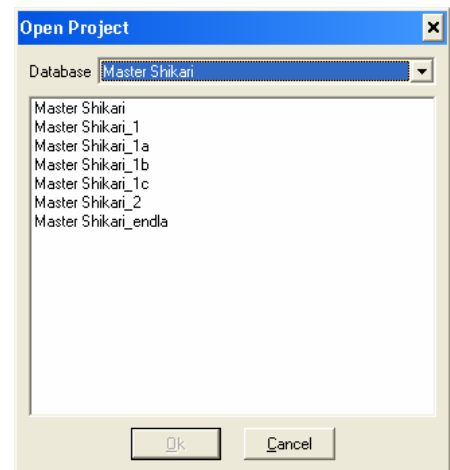 Open Project
Database Master Shikari
Master Shikari
Master Shikari_1
Master Shikari_1a
Master Shikari_1b
Master Shikari_1c
Master Shikari_2
Master Shikari_endla
Ok Cancel